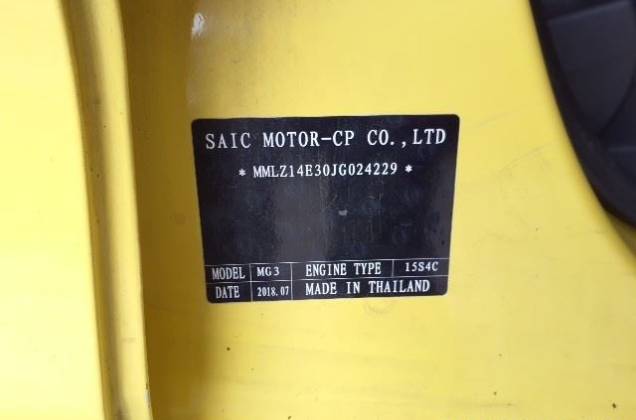 SAIC MOTOR-CP CO.,LTD
* MMLZ14E30JG024229 *
MODEL MG3 ENGINE TYPE 15S4C
DATE 2018.07 MADE IN THAILAND